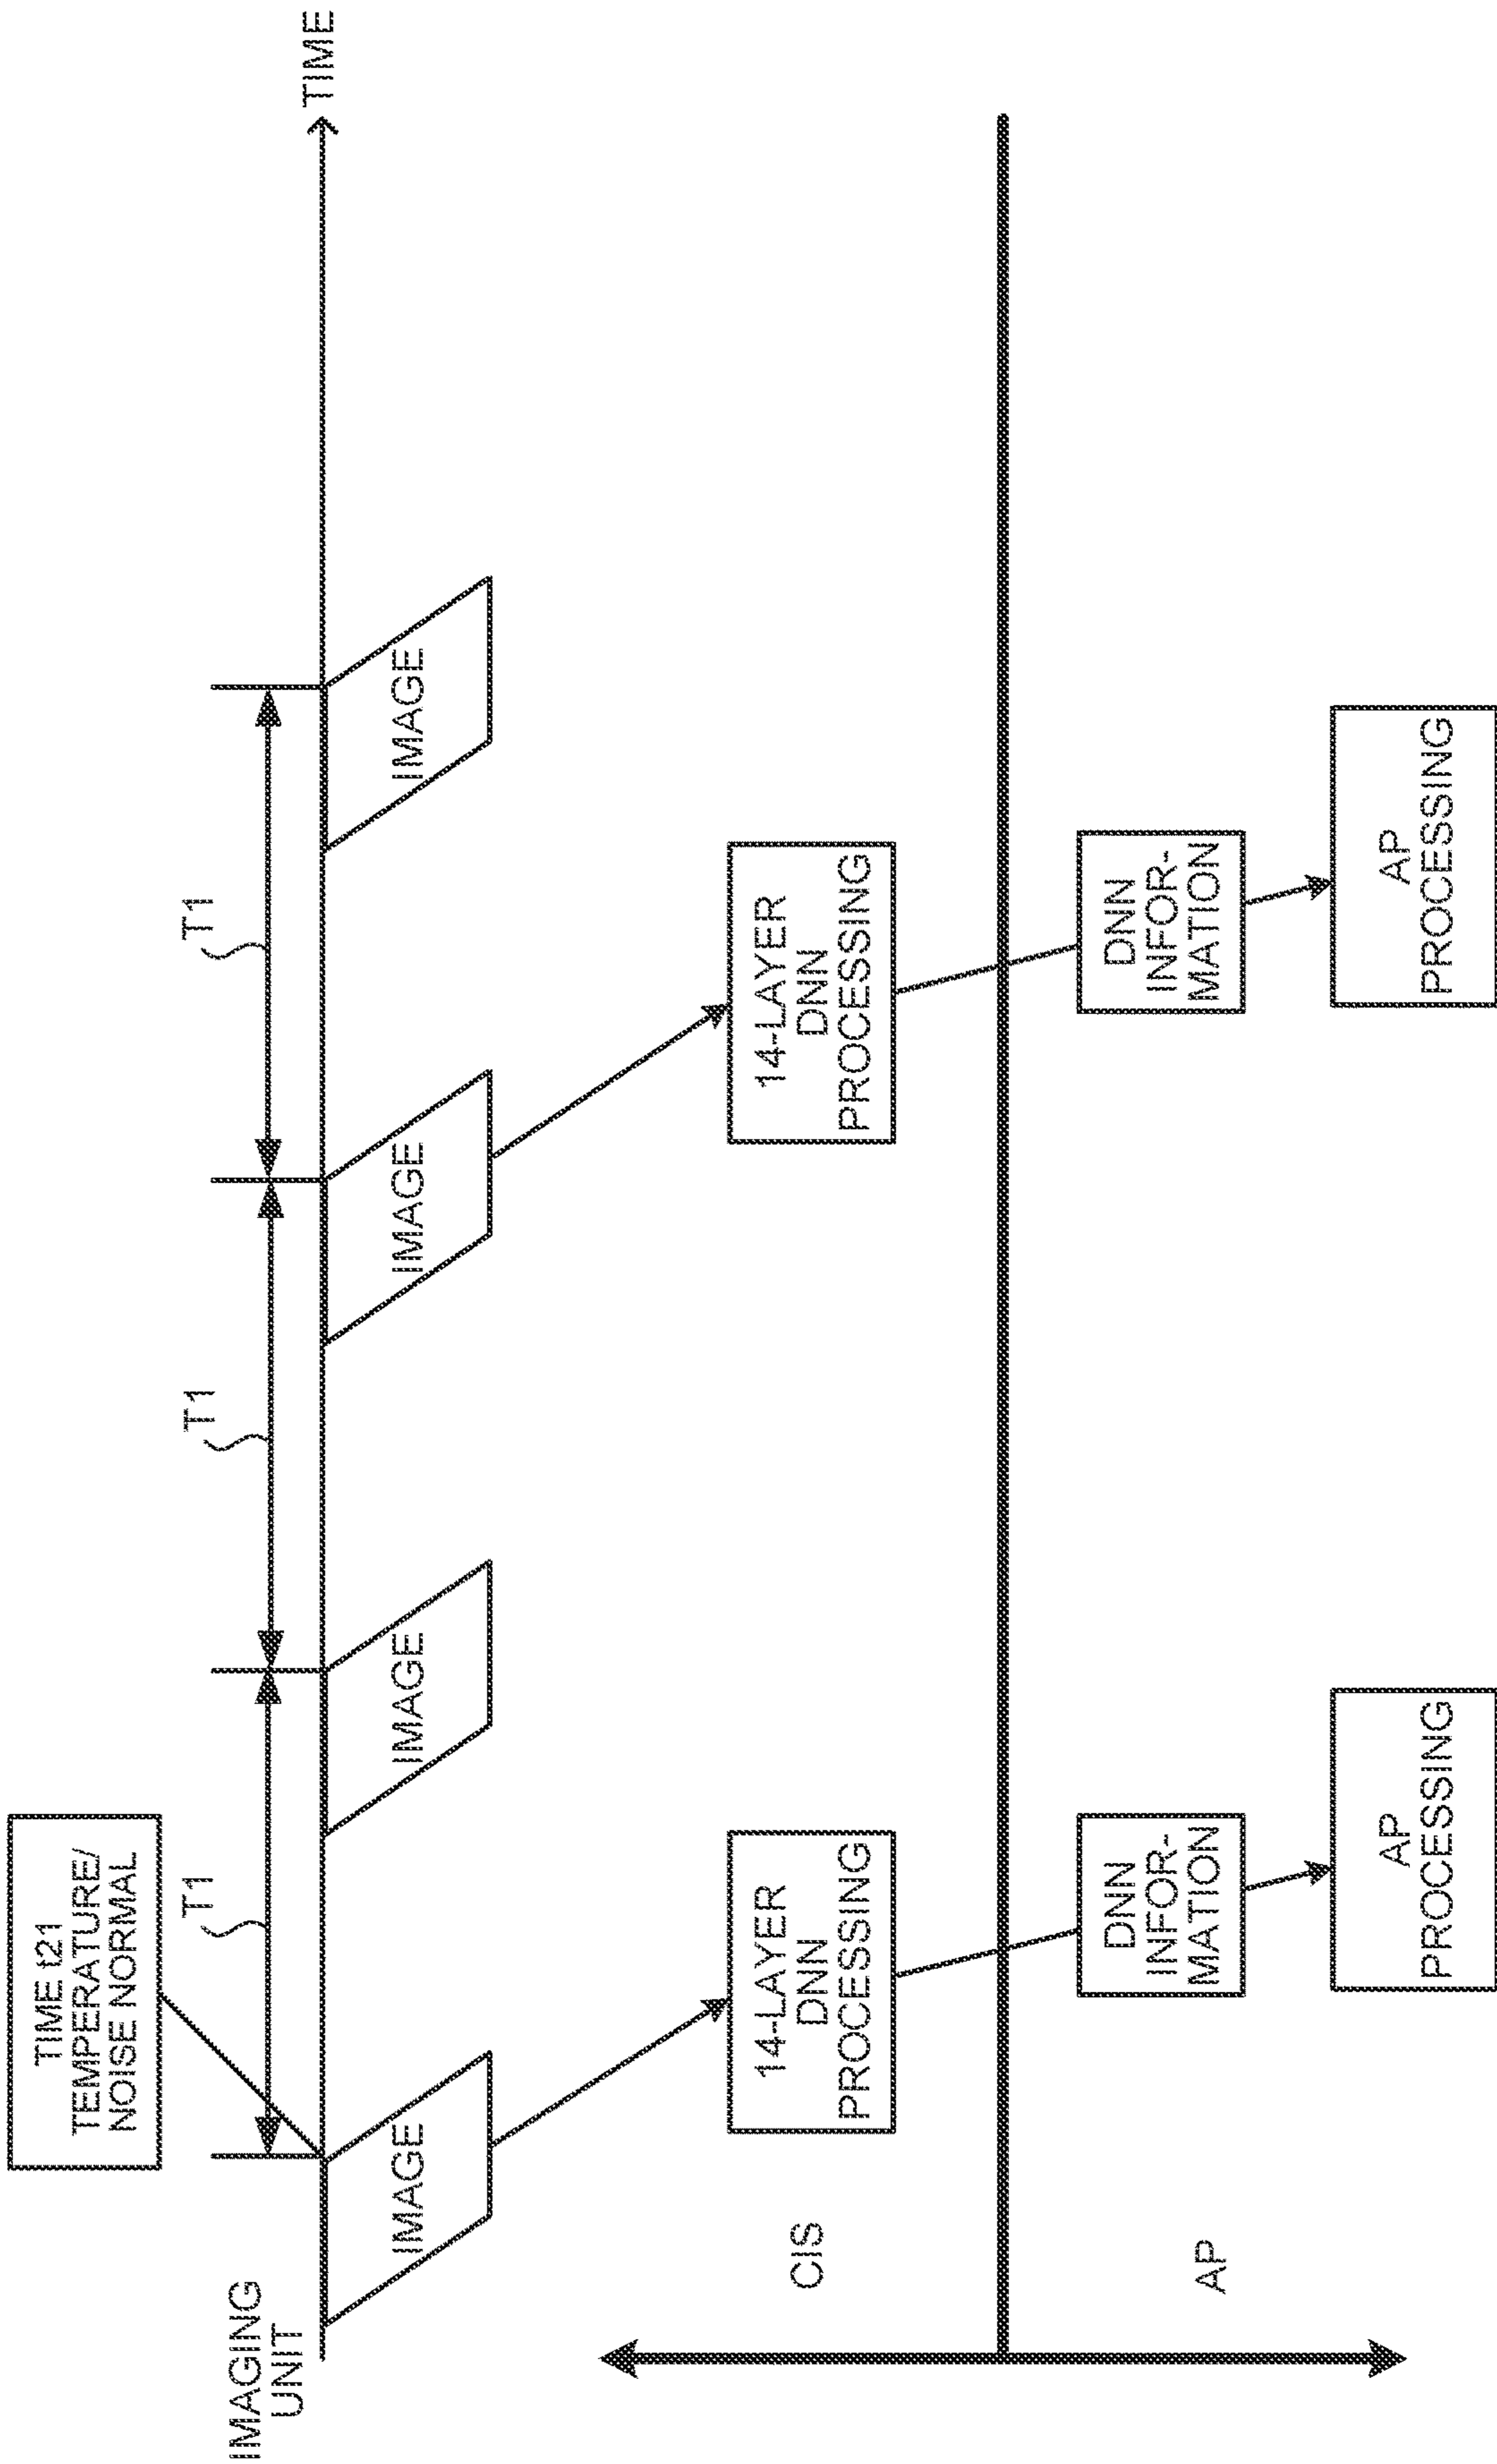 TIME t21
TEMPERATURE/
NOISE NORMAL
T1
T1
T1
IMAGING
UNIT
TIME
IMAGE
IMAGE
IMAGE
IMAGE
CIS
14-LAYER
DNN
PROCESSING
14-LAYER
DNN
PROCESSING
AP
DNN
INFOR-
MATION
DNN
INFOR-
MATION
AP
PROCESSING
AP
PROCESSING